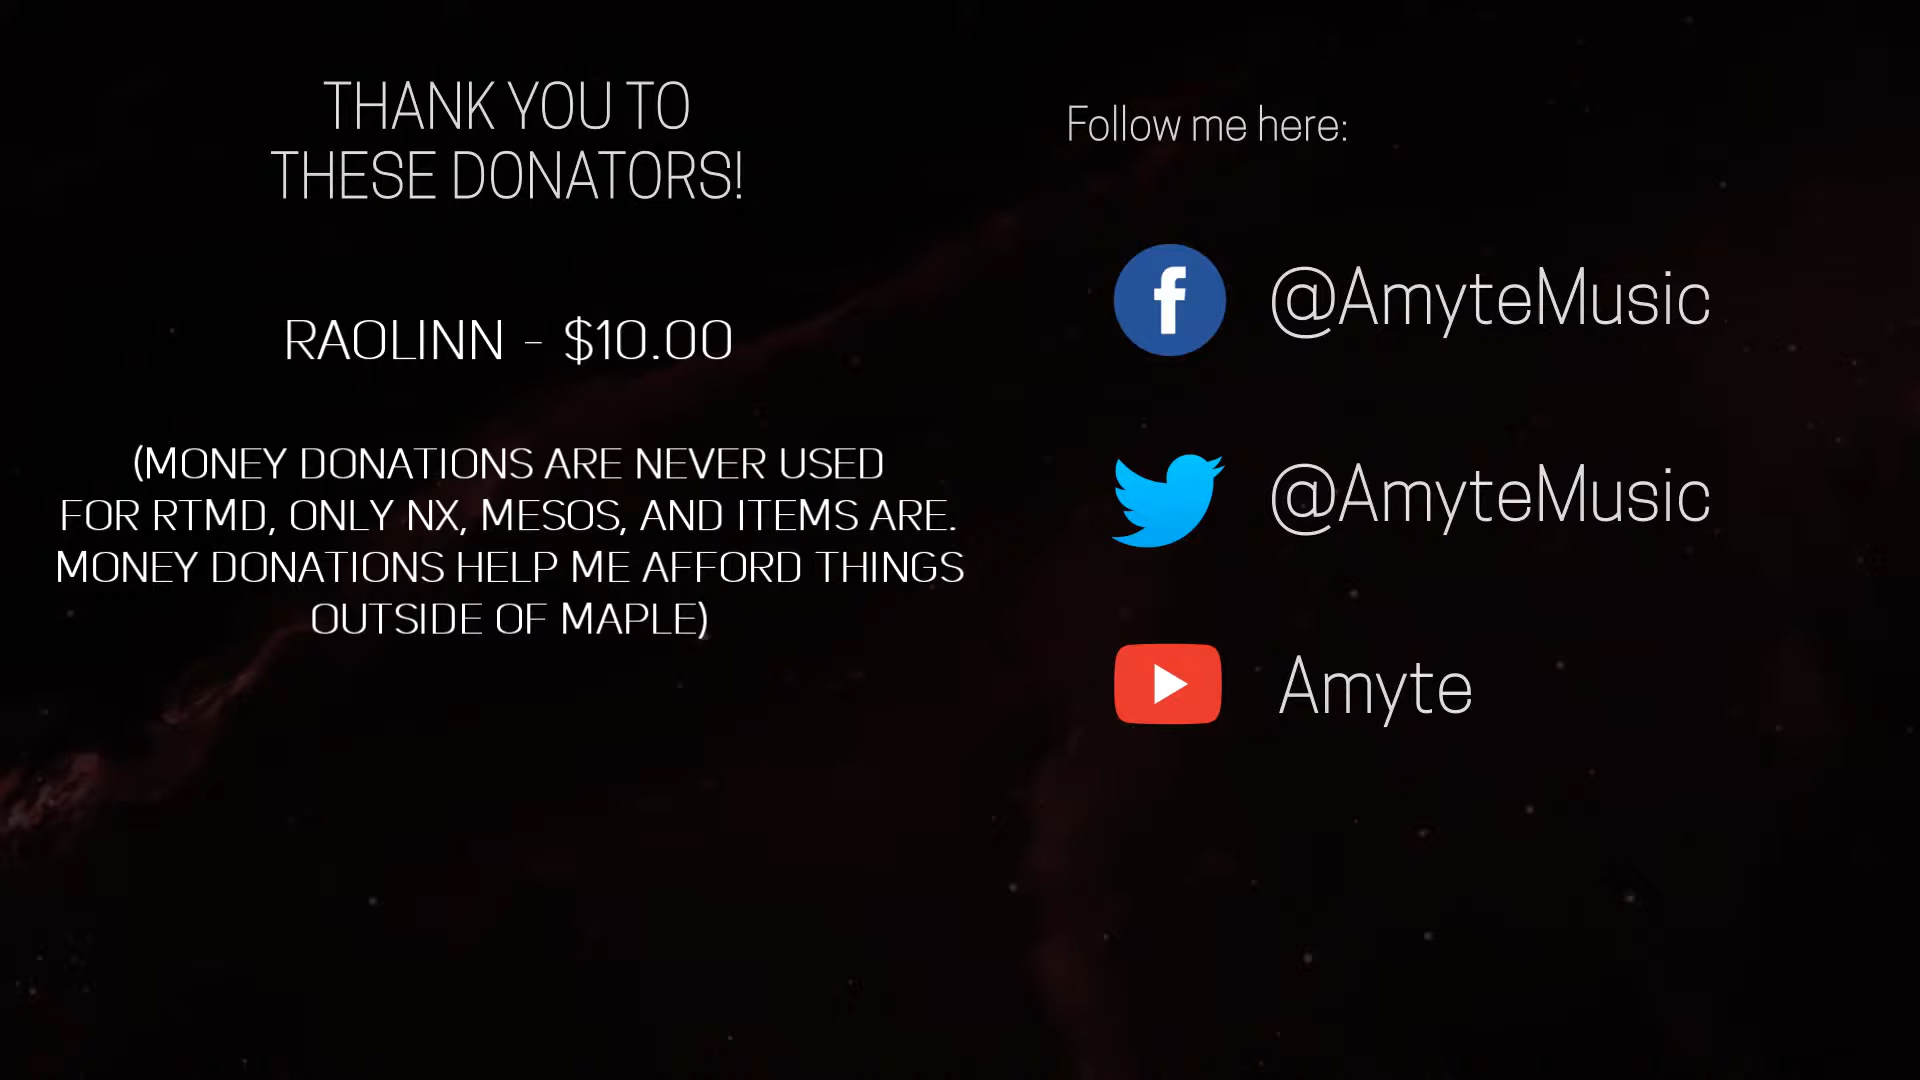 THANK YOU TO
THESE DONATORS!
RAOLINN - $10.00
(MONEY DONATIONS ARE NEVER USED
FOR RTMD, ONLY NX, MESOS, AND ITEMS ARE.
MONEY DONATIONS HELP ME AFFORD THINGS
OUTSIDE OF MAPLE)
Follow me here:
@AmyteMusic
@AmyteMusic
Amyte